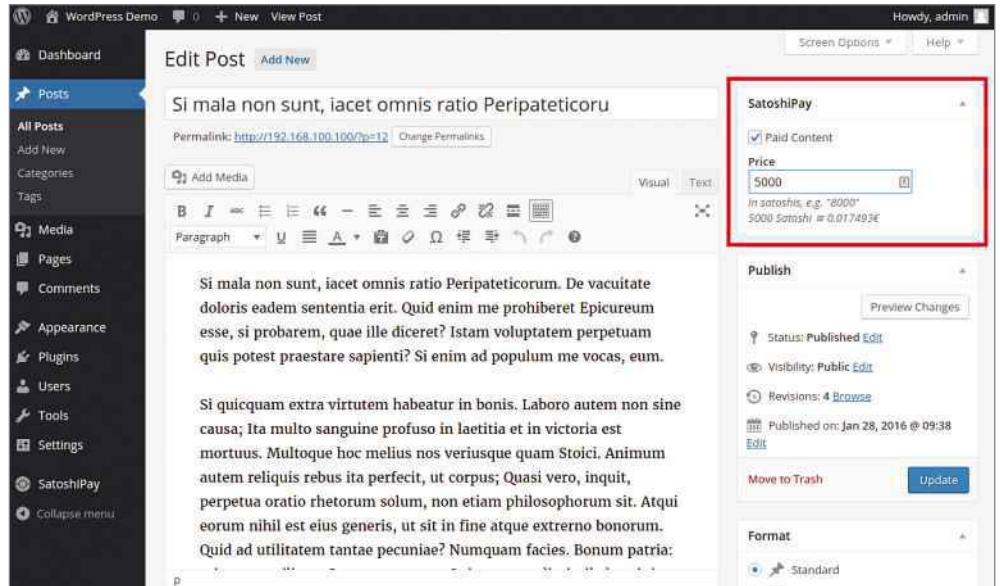 WordPress Demo 0 + New View Post Howdy, admin
Dashboard
Posts
All Posts
Add New
Categories
Tags
Media
Pages
Comments
Appearance
Plugins
Users
Tools
Settings
SatoshiPay
Collapse menu
Screen Options Help
Edit Post Add New
Si mala non sunt, iacet omnis ratio Peripateticoru
Permalink: http://192.168.100.100/?p=12 Change Permalinks
Add Media
Visual Text
B I ABC
Paragraph U A Ω
Si mala non sunt, iacet omnis ratio Peripateticorum. De vacuitate
doloris eadem sententia erit. Quid enim me prohiberet Epicureum
esse, si probarem, quae ille diceret? Istam voluptatem perpetuam
quis potest praestare sapienti? Si enim ad populum me vocas, eum.
Si quicquam extra virtutem habeatur in bonis. Laboro autem non sine
causa; Ita multo sanguine profuso in laetitia et in victoria est
mortuus. Multoque hoc melius nos veriusque quam Stoici. Animum
autem reliquis rebus ita perfecit, ut corpus; Quasi vero, inquit,
perpetua oratio rhetorum solum, non etiam philosophorum sit. Atqui
eorum nihil est eius generis, ut sit in fine atque extrerno bonorum.
Quid ad utilitatem tantae pecuniae? Numquam facies. Bonum patria:
p
SatoshiPay
Paid Content
Price
5000
In satoshis, e.g. "8000"
5000 Satoshi ≅ 0.017493€
Publish
Preview Changes
Status: Published Edit
Visibility: Public Edit
Revisions: 4 Browse
Published on: Jan 28, 2016 @ 09:38
Edit
Move to Trash Update
Format
Standard